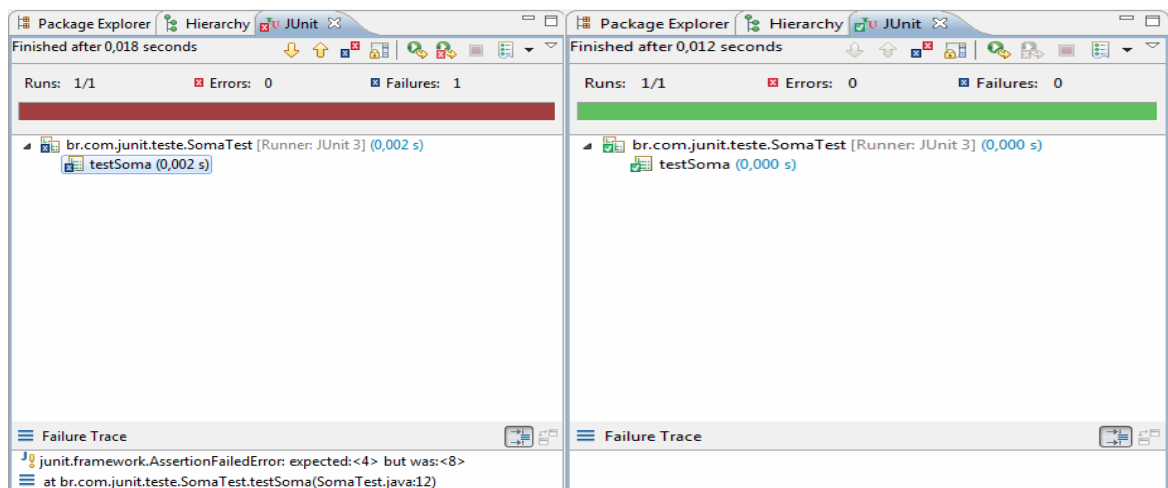 Package Explorer Hierarchy JUnit
Finished after 0,018 seconds
Runs: 1/1 Errors: 0 Failures: 1
br.com.junit.teste.SomaTest [Runner: JUnit 3] (0,002 s)
testSoma (0,002 s)
Failure Trace
junit.framework.AssertionFailedError: expected:<4> but was:<8>
at br.com.junit.teste.SomaTest.testSoma(SomaTest.java:12)
Package Explorer Hierarchy JUnit
Finished after 0,012 seconds
Runs: 1/1 Errors: 0 Failures: 0
br.com.junit.teste.SomaTest [Runner: JUnit 3] (0,000 s)
testSoma (0,000 s)
Failure Trace